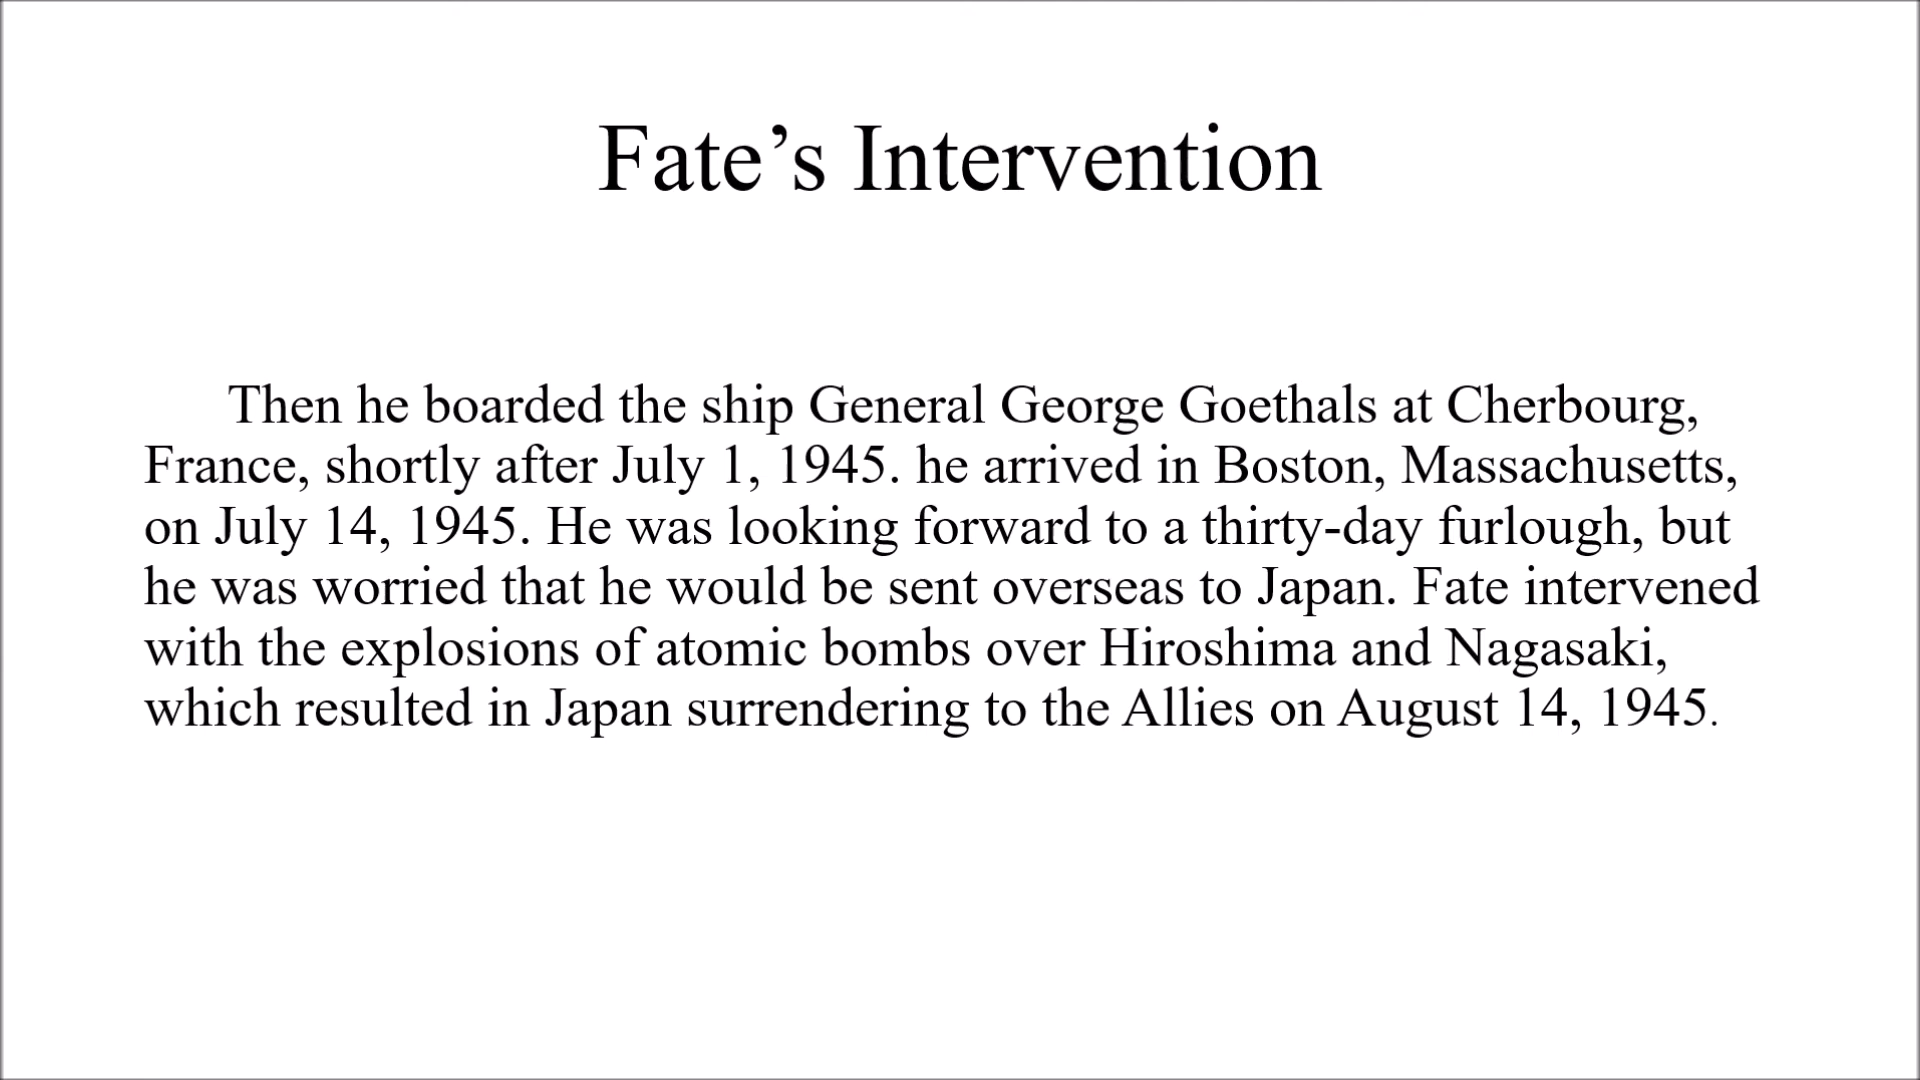 Fate’s Intervention
Then he boarded the ship General George Goethals at Cherbourg,
France, shortly after July 1, 1945. he arrived in Boston, Massachusetts,
on July 14, 1945. He was looking forward to a thirty-day furlough, but
he was worried that he would be sent overseas to Japan. Fate intervened
with the explosions of atomic bombs over Hiroshima and Nagasaki,
which resulted in Japan surrendering to the Allies on August 14, 1945.